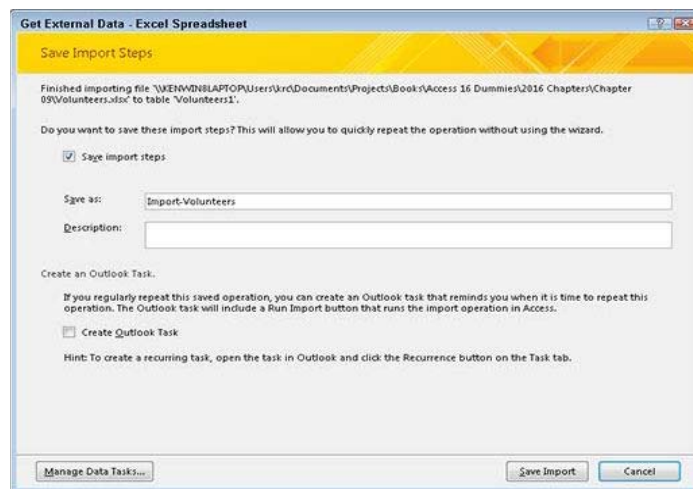 Get External Data - Excel Spreadsheet
Save Import Steps
Finished importing file '\\KENWIN8LAPTOP\Users\krc\Documents\Projects\Books\Access 16 Dummies\2016 Chapters\Chapter
09\Volunteers.xlsx' to table 'Volunteers1'.
Do you want to save these import steps? This will allow you to quickly repeat the operation without using the wizard.
Save import steps
Save as:
Import-Volunteers
Description:
Create an Outlook Task.
If you regularly repeat this saved operation, you can create an Outlook task that reminds you when it is time to repeat this
operation. The Outlook task will include a Run Import button that runs the import operation in Access.
Create Outlook Task
Hint: To create a recurring task, open the task in Outlook and click the Recurrence button on the Task tab.
Manage Data Tasks...
Save Import
Cancel